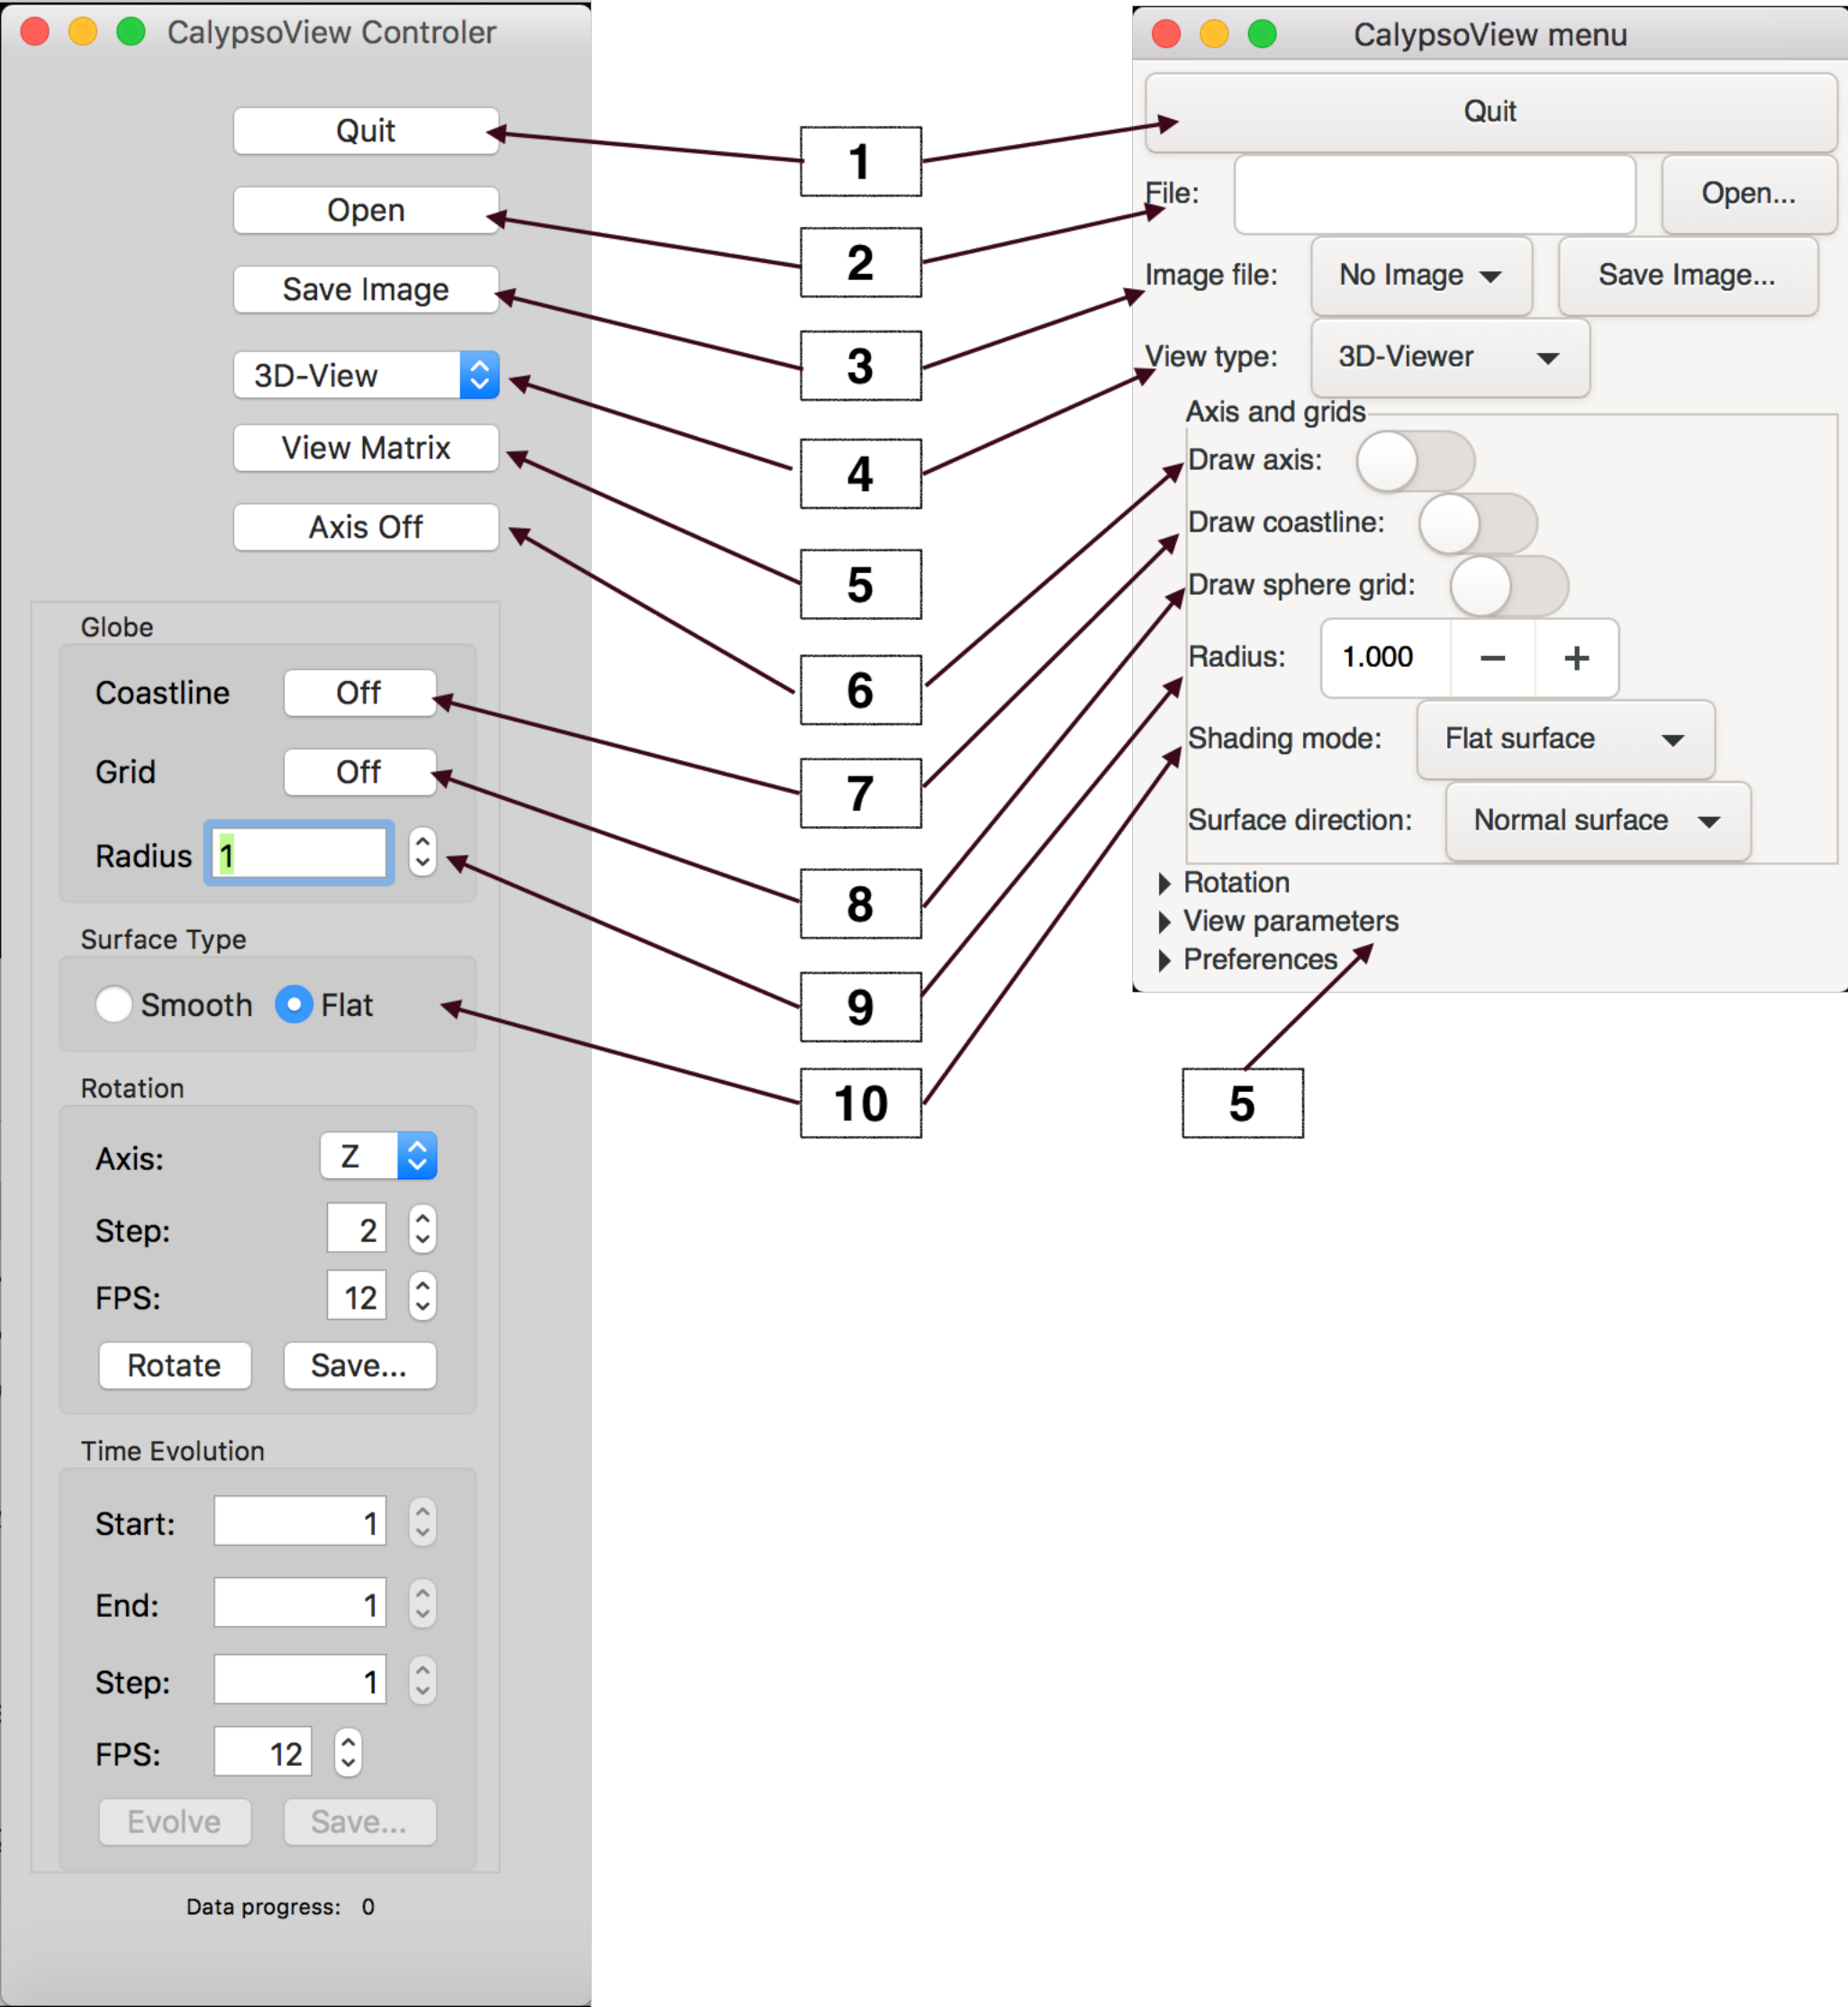 CalypsoView Controler
Quit
Open
Save Image
3D-View
View Matrix
Axis Off
Globe
Coastline Off
Grid Off
Radius 1
Surface Type
Smooth Flat
Rotation
Axis: Z
Step: 2
FPS: 12
Rotate Save...
Time Evolution
Start: 1
End: 1
Step: 1
FPS: 12
Evolve Save...
Data progress: 0
1
2
3
4
5
6
7
8
9
10
CalypsoView menu
Quit
File: Open...
Image file: No Image Save Image...
View type: 3D-Viewer
Axis and grids
Draw axis:
Draw coastline:
Draw sphere grid:
Radius: 1.000 − +
Shading mode: Flat surface
Surface direction: Normal surface
Rotation
View parameters
Preferences
5